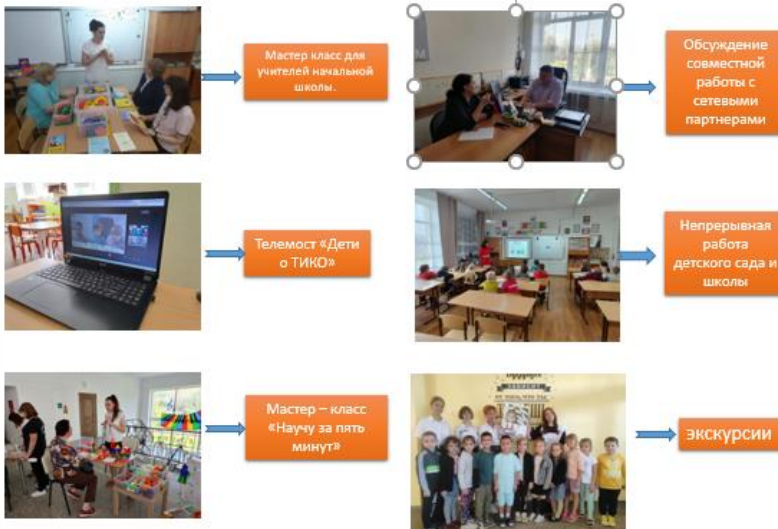 Мастер класс для
учителей начальной
школы.
Обсуждение
совместной
работы с
сетевыми
партнерами
Телемост «Дети
о ТИКО»
Непрерывная
работа
детского сада и
школы
Мастер – класс
«Научу за пять
минут»
экскурсии